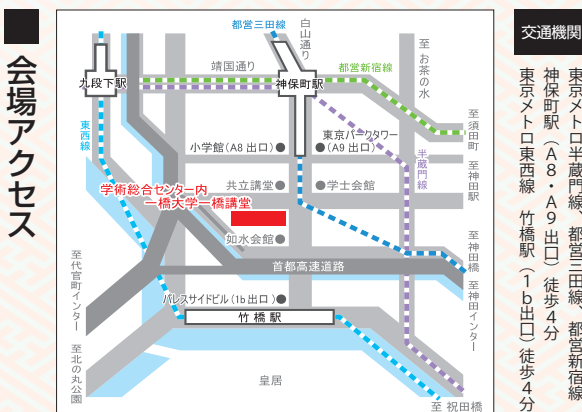 会場アクセス
都営三田線
白山通り
至 お茶の水
靖国通り
都営新宿線
九段下駅
神保町駅
至須田町
東西線
小学館(A8 出口)
東京パークタワー
(A9 出口)
半蔵門線
至神田駅
学術総合センター内
一橋大学一橋講堂
共立講堂
学士会館
如水会館
至神田橋
首都高速道路
至代官町インター
至神田インター
パレスサイドビル(1b 出口)
竹橋駅
至北の丸公園
皇居
至 祝田橋
交通機関
東京メトロ半蔵門線、都営三田線、都営新宿線
神保町駅(A8・A9出口)徒歩4分
東京メトロ東西線 竹橋駅(1b出口)徒歩4分